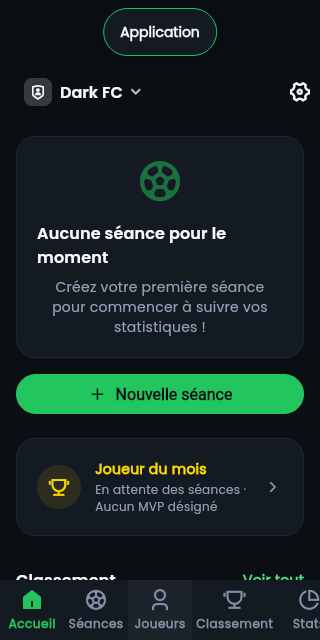 Application
Dark FC
Aucune séance pour le
moment
Créez votre première séance
pour commencer à suivre vos
statistiques !
Nouvelle séance
Joueur du mois
En attente des séances ·
Aucun MVP désigné
Classement Voir tout
Accueil Séances Joueurs Classement Stats